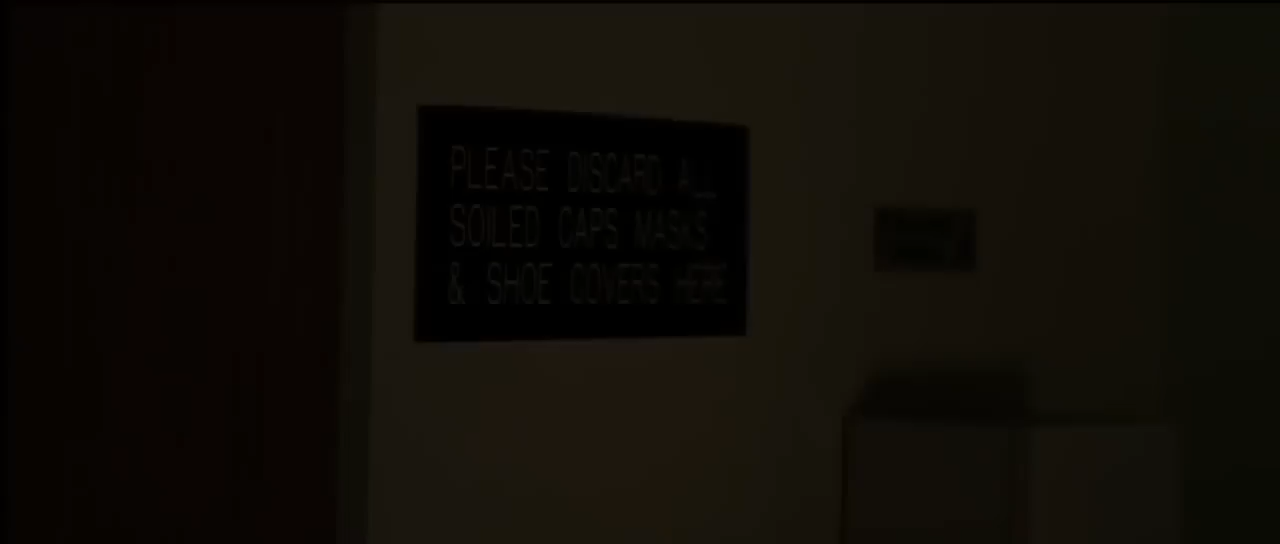 PLEASE DISCARD ALL
SOILED CAPS MASKS
& SHOE COVERS HERE